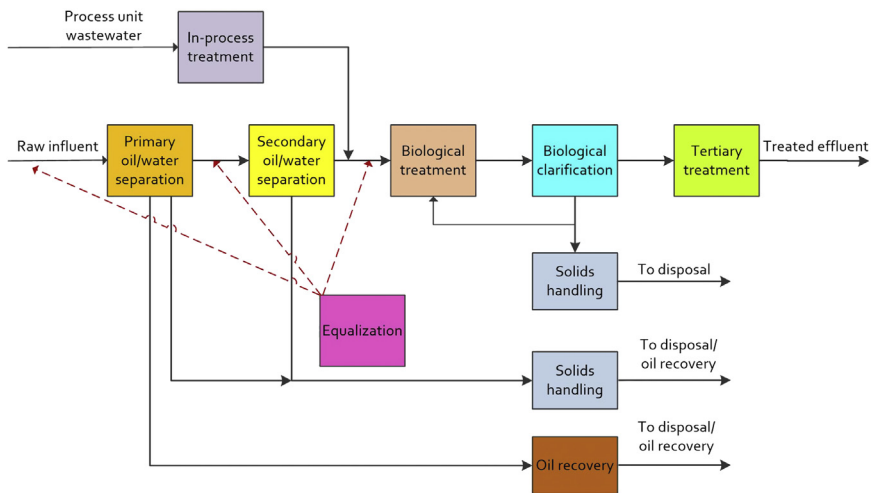 Process unit
wastewater
In-process
treatment
Raw influent
Primary
oil/water
separation
Secondary
oil/water
separation
Biological
treatment
Biological
clarification
Tertiary
treatment
Treated effluent
Solids
handling
To disposal
Equalization
Solids
handling
To disposal/
oil recovery
Oil recovery
To disposal/
oil recovery